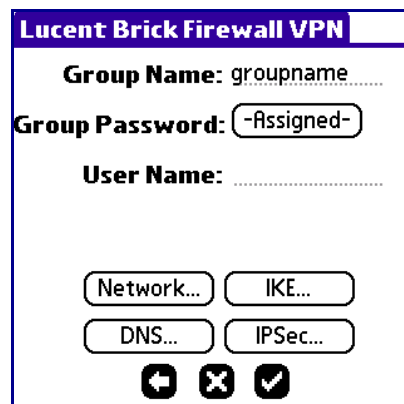 Lucent Brick Firewall VPN
Group Name: groupname
Group Password: -Assigned-
User Name:
Network... IKE...
DNS... IPSec...